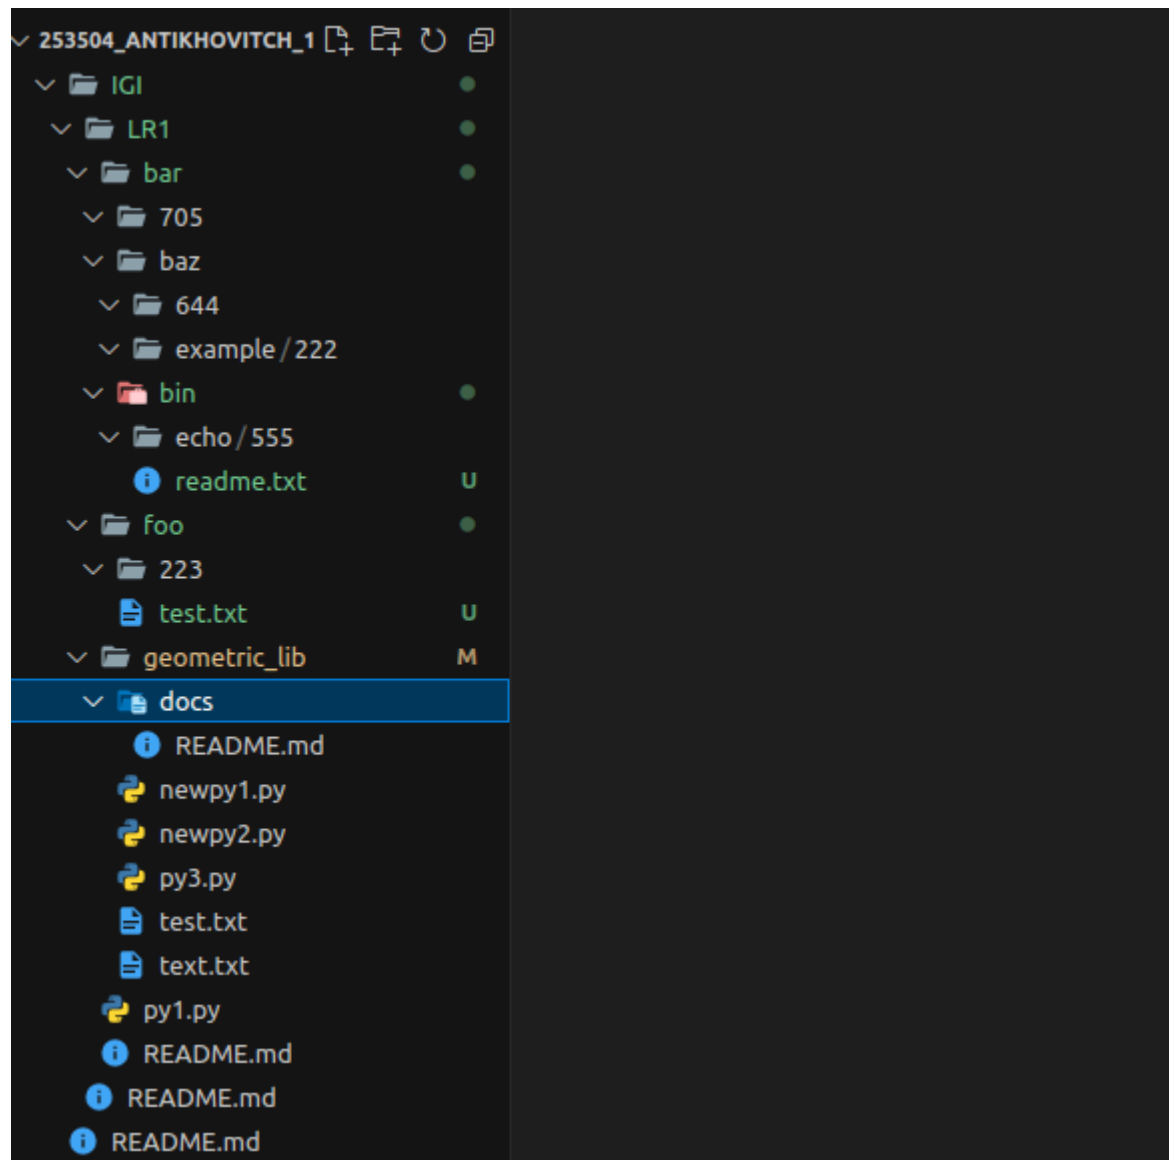 253504_ANTIKHOVITCH_1
IGI
LR1
bar
705
baz
644
example/222
bin
echo/555
readme.txt U
foo
223
test.txt U
geometric_lib M
docs
README.md
newpy1.py
newpy2.py
py3.py
test.txt
text.txt
py1.py
README.md
README.md
README.md